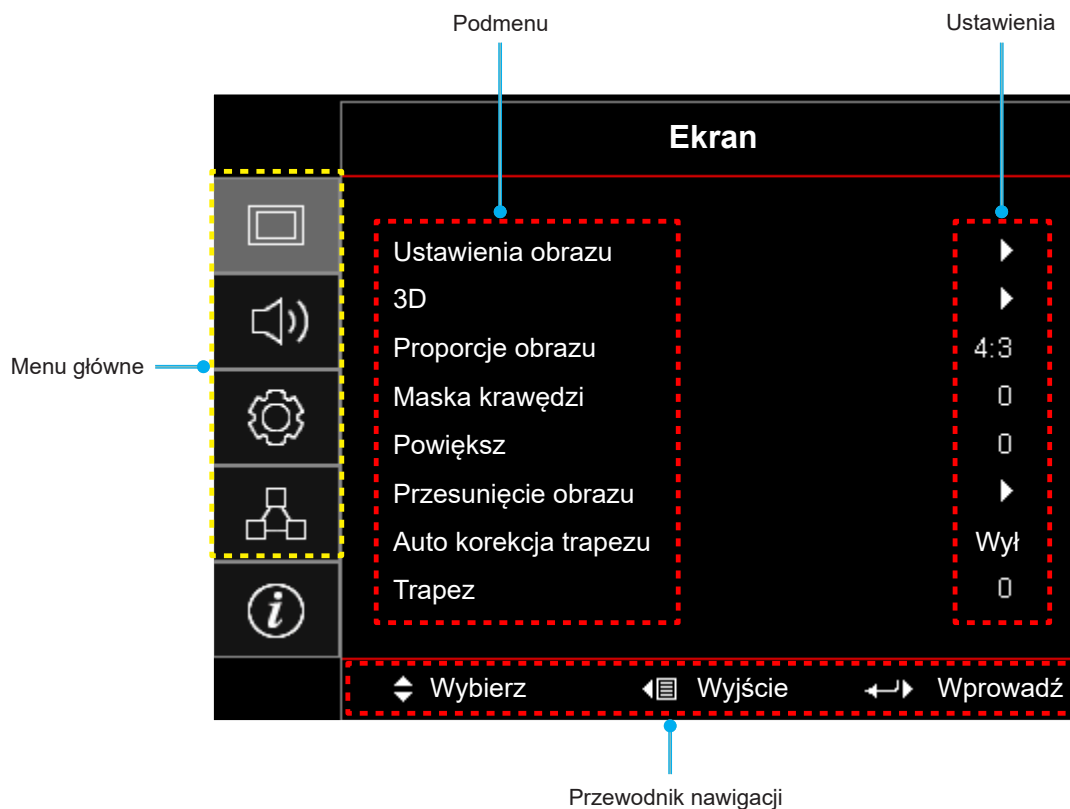 Podmenu
Ustawienia
Ekran
Menu główne
Ustawienia obrazu
3D
Proporcje obrazu 4:3
Maska krawędzi 0
Powiększ 0
Przesunięcie obrazu
Auto korekcja trapezu Wył
Trapez 0
i
Wybierz Wyjście Wprowadź
Przewodnik nawigacji